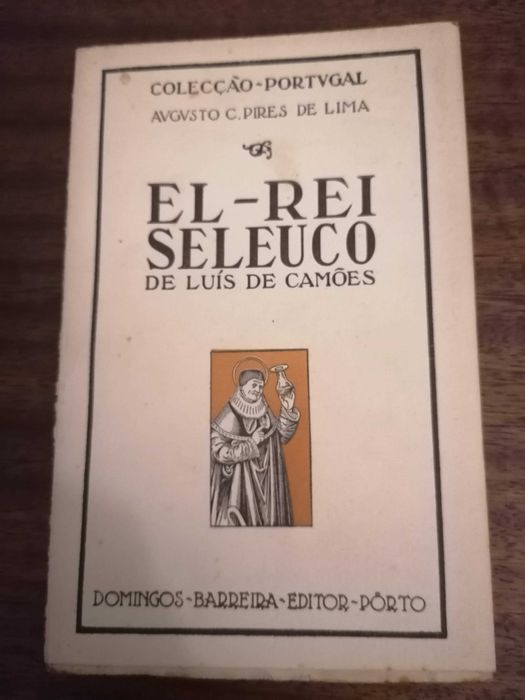 COLECÇÃO-PORTVGAL
AVGVSTO C. PIRES DE LIMA
EL-REI
SELEUCO
DE LUÍS DE CAMÕES
DOMINGOS-BARREIRA-EDITOR-PÔRTO